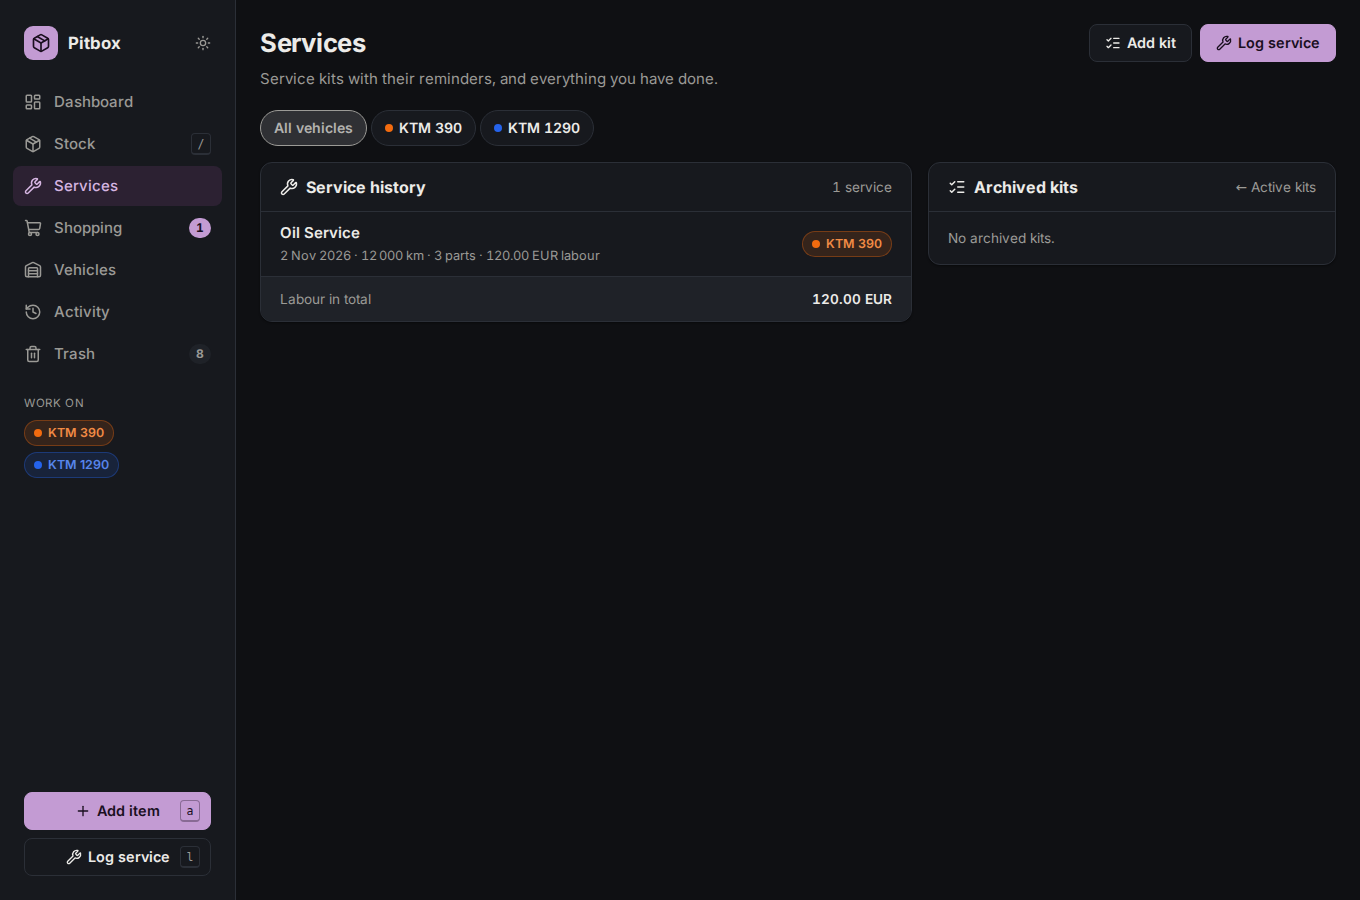 Pitbox
Dashboard
Stock /
Services
Shopping 1
Vehicles
Activity
Trash 8
WORK ON
KTM 390
KTM 1290
Add item a
Log service l
Services
Service kits with their reminders, and everything you have done.
Add kit
Log service
All vehicles
KTM 390
KTM 1290
Service history
1 service
Oil Service
2 Nov 2026 · 12 000 km · 3 parts · 120.00 EUR labour
KTM 390
Labour in total
120.00 EUR
Archived kits
← Active kits
No archived kits.